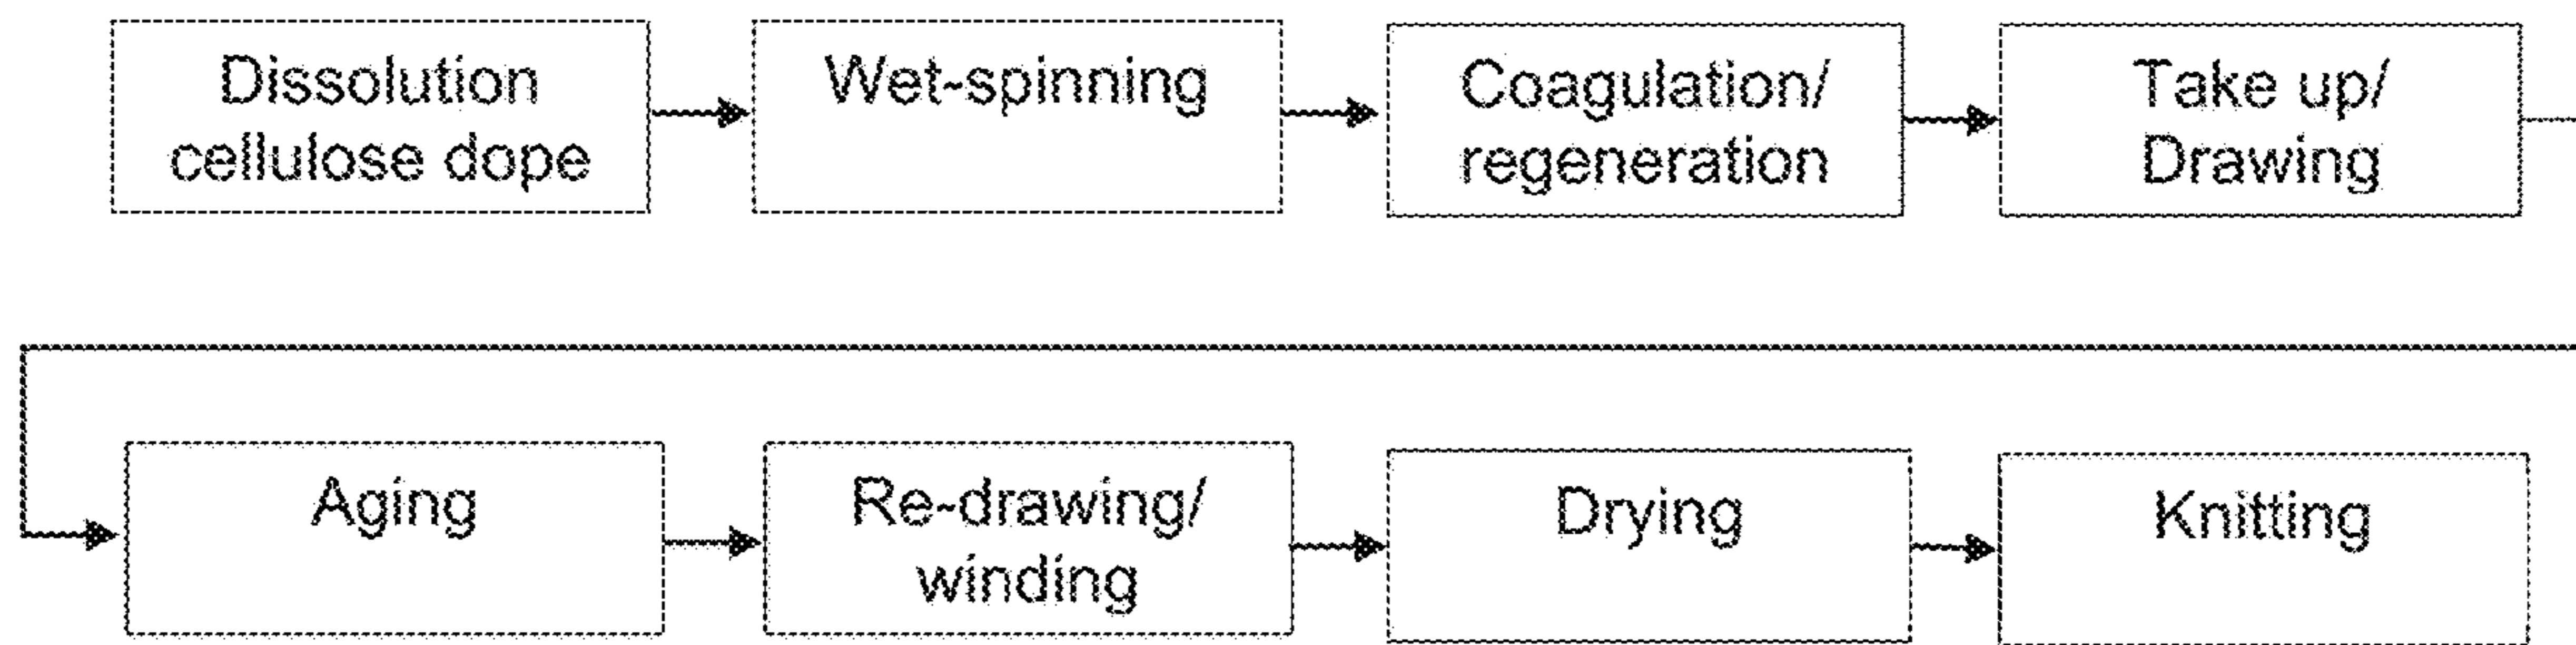 Dissolution
cellulose dope
Wet-spinning
Coagulation/
regeneration
Take up/
Drawing
Aging
Re-drawing/
winding
Drying
Knitting